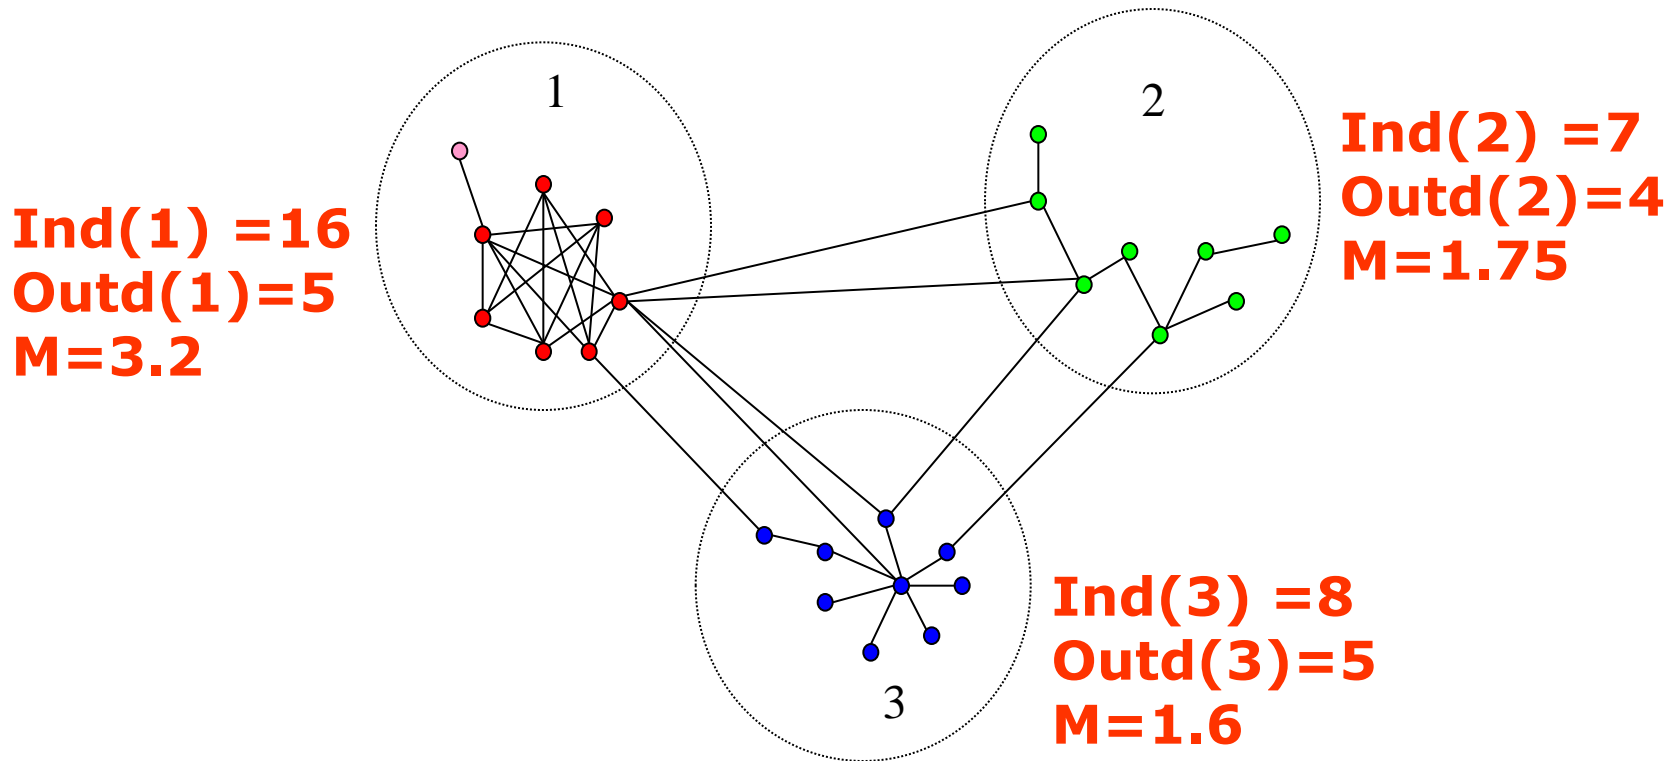 1
2
Ind(1) =16
Outd(1)=5
M=3.2
Ind(2) =7
Outd(2)=4
M=1.75
Ind(3) =8
Outd(3)=5
M=1.6
3